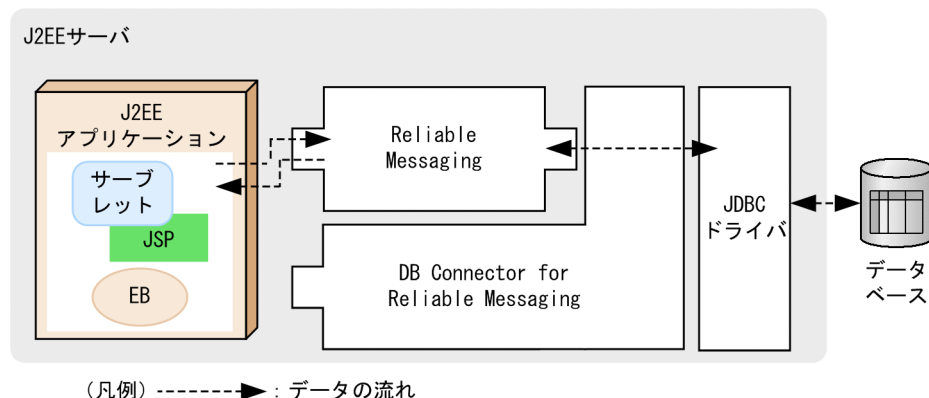 J2EEサーバ
J2EE
アプリケーション
サーブ
レット
JSP
EB
Reliable
Messaging
DB Connector for
Reliable Messaging
JDBC
ドライバ
データ
ベース
（凡例）
：データの流れ